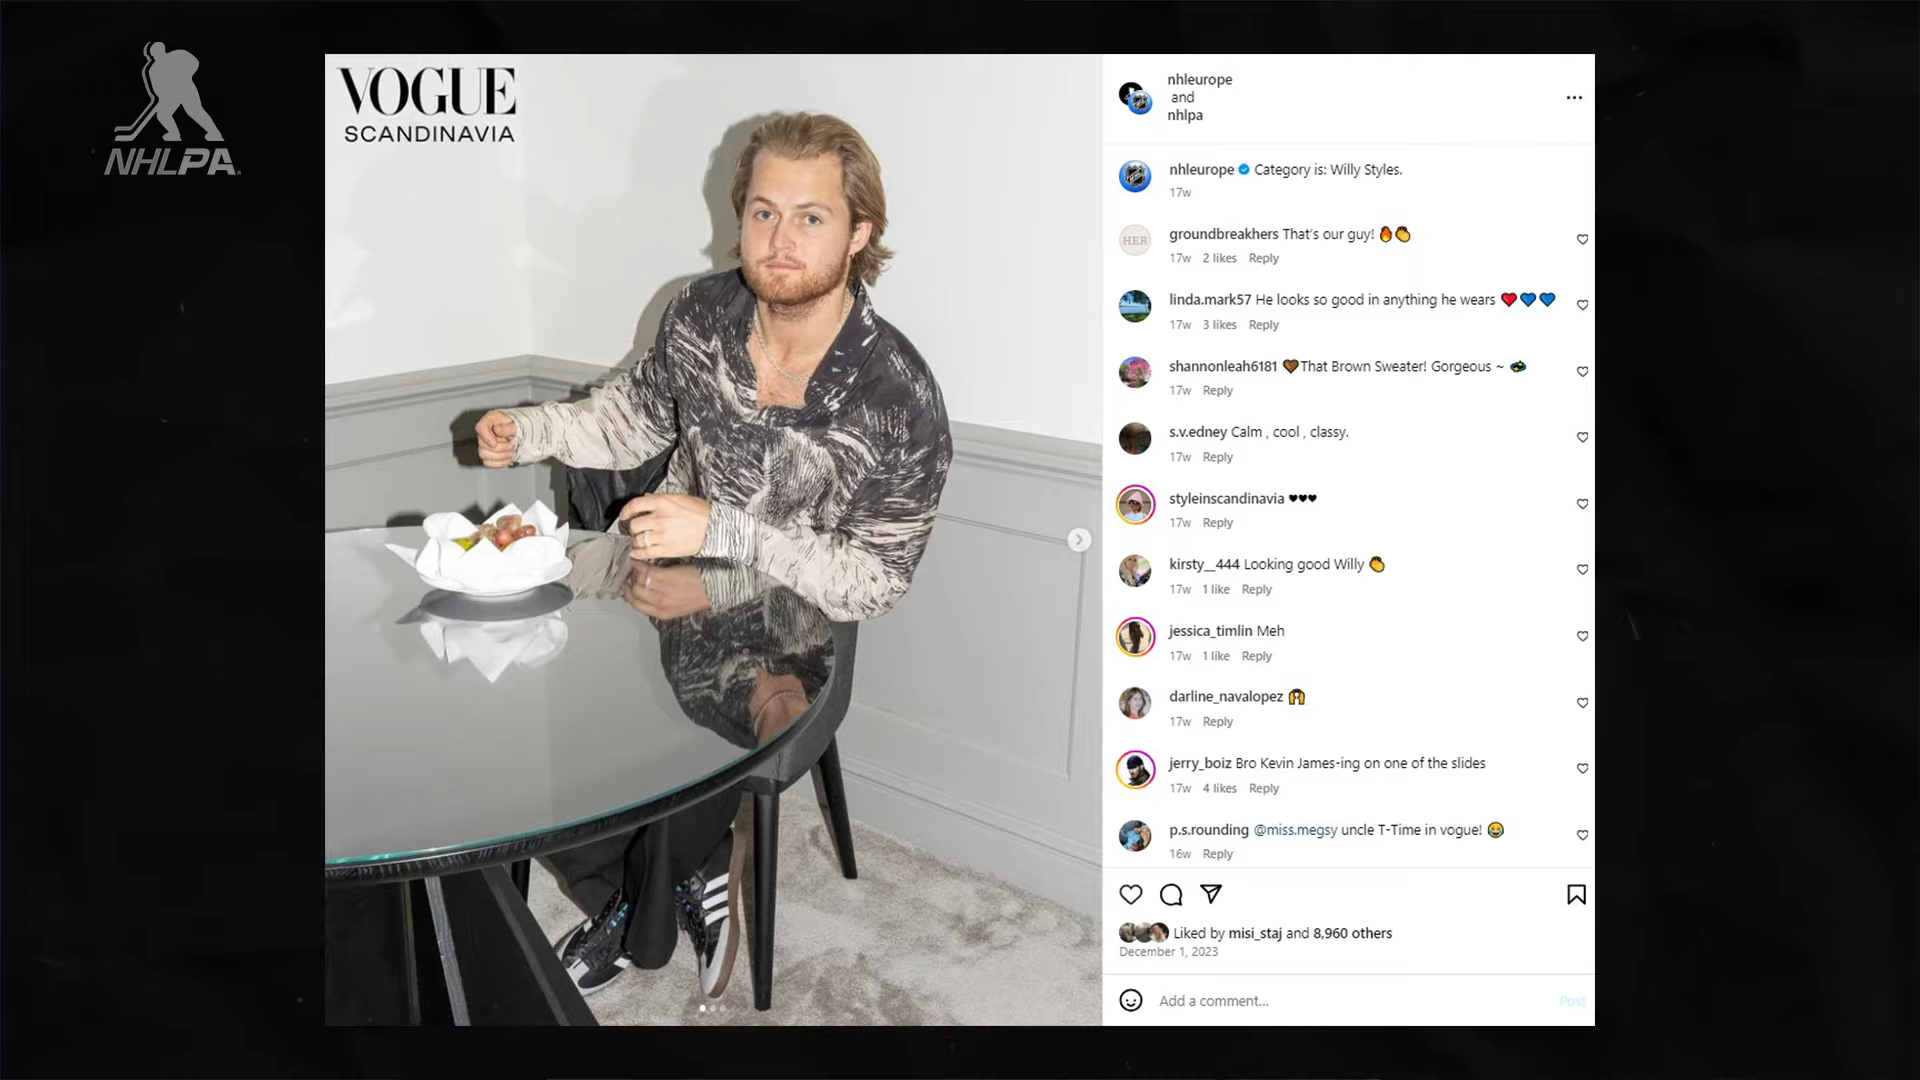 NHLPA
VOGUE
SCANDINAVIA
nhleurope
and
nhlpa
nhleurope Category is: Willy Styles.
17w
HER
groundbreakhers That's our guy! 🔥👏
17w 2 likes Reply
linda.mark57 He looks so good in anything he wears ❤️💙💙
17w 3 likes Reply
shannonleah6181 🤎That Brown Sweater! Gorgeous ~
17w Reply
s.v.edney Calm , cool , classy.
17w Reply
styleinscandinavia ♥♥♥
17w Reply
kirsty__444 Looking good Willy 👏
17w 1 like Reply
jessica_timlin Meh
17w 1 like Reply
darline_navalopez 🙌
17w Reply
jerry_boiz Bro Kevin James-ing on one of the slides
17w 4 likes Reply
p.s.rounding @miss.megsy uncle T-Time in vogue! 😂
16w Reply
Liked by misi_staj and 8,960 others
December 1, 2023
Add a comment...
Post